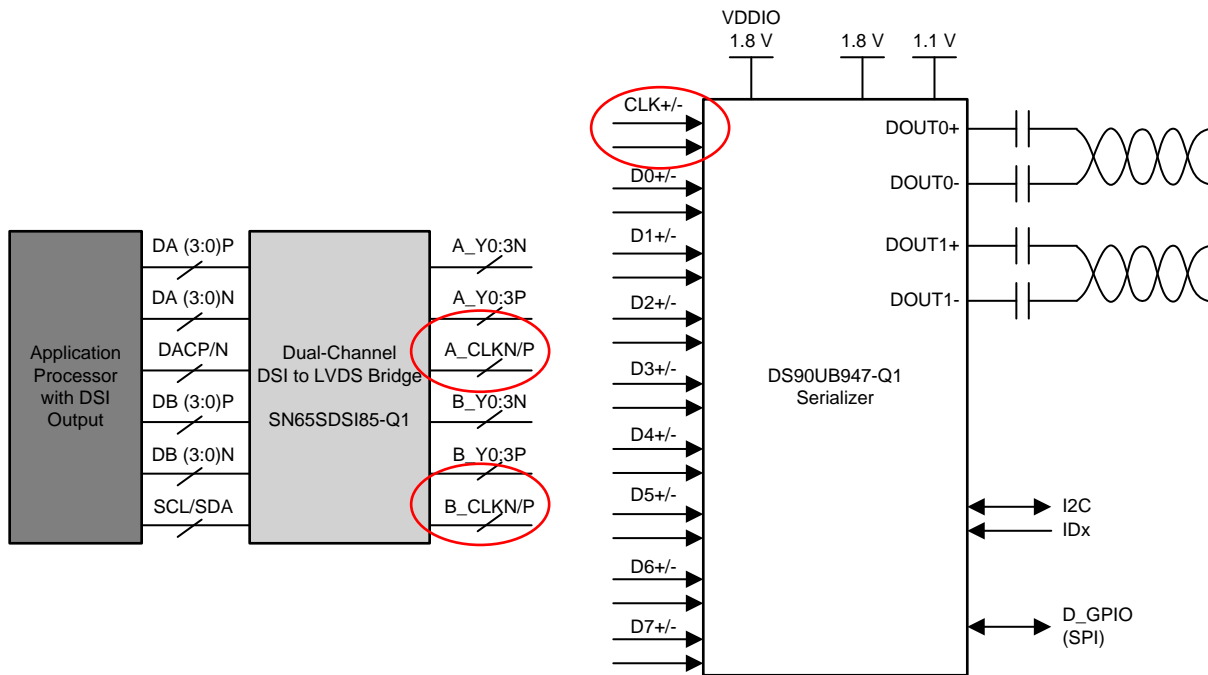 Application
Processor
with DSI
Output
DA (3:0)P
DA (3:0)N
DACP/N
DB (3:0)P
DB (3:0)N
SCL/SDA
Dual-Channel
DSI to LVDS Bridge
SN65SDSI85-Q1
A_Y0:3N
A_Y0:3P
A_CLKN/P
B_Y0:3N
B_Y0:3P
B_CLKN/P
VDDIO
1.8 V
1.8 V
1.1 V
CLK+/-
D0+/-
D1+/-
D2+/-
D3+/-
D4+/-
D5+/-
D6+/-
D7+/-
DS90UB947-Q1
Serializer
DOUT0+
DOUT0-
DOUT1+
DOUT1-
I2C
IDx
D_GPIO
(SPI)